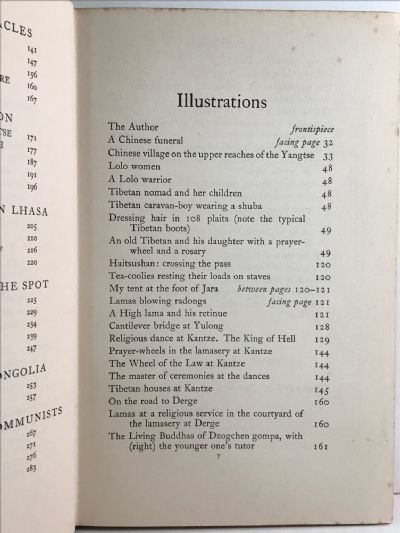 ACLES
141
147
156
RE 160
167
ON
TSE 171
H 177
187
191
196
N LHASA
205
210
216
220
HE SPOT
225
229
234
239
247
ONGOLIA
253
257
OMMUNISTS
267
271
276
283
Illustrations
The Author frontispiece
A Chinese funeral facing page 32
Chinese village on the upper reaches of the Yangtse 33
Lolo women 48
A Lolo warrior 48
Tibetan nomad and her children 48
Tibetan caravan-boy wearing a shuba 48
Dressing hair in 108 plaits (note the typical
Tibetan boots) 49
An old Tibetan and his daughter with a prayer-
wheel and a rosary 49
Haitsushan: crossing the pass 120
Tea-coolies resting their loads on staves 120
My tent at the foot of Jara between pages 120–121
Lamas blowing radongs facing page 121
A High lama and his retinue 121
Cantilever bridge at Yulong 128
Religious dance at Kantze. The King of Hell 129
Prayer-wheels in the lamasery at Kantze 144
The Wheel of the Law at Kantze 144
The master of ceremonies at the dances 144
Tibetan houses at Kantze 145
On the road to Derge 160
Lamas at a religious service in the courtyard of
the lamasery at Derge 160
The Living Buddhas of Dzogchen gompa, with
(right) the younger one's tutor 161
7